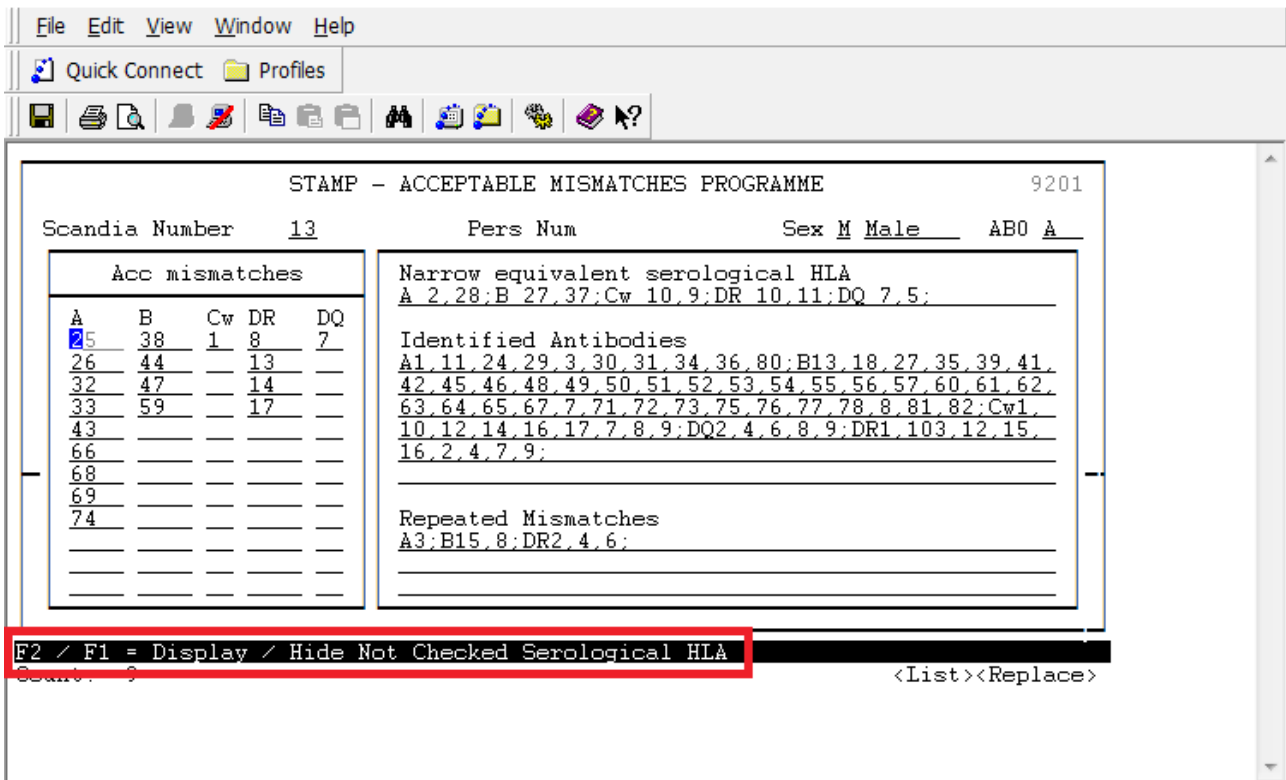 File Edit View Window Help
Quick Connect Profiles
STAMP – ACCEPTABLE MISMATCHES PROGRAMME 9201
Scandia Number 13 Pers Num Sex M Male AB0 A
Acc mismatches
A B Cw DR DQ
25 38 1 8 7
26 44 13
32 47 14
33 59 17
43
66
68
69
74
Narrow equivalent serological HLA
A 2,28;B 27,37;Cw 10,9;DR 10,11;DQ 7,5;
Identified Antibodies
A1,11,24,29,3,30,31,34,36,80;B13,18,27,35,39,41,
42,45,46,48,49,50,51,52,53,54,55,56,57,60,61,62,
63,64,65,67,7,71,72,73,75,76,77,78,8,81,82;Cw1,
10,12,14,16,17,7,8,9;DQ2,4,6,8,9;DR1,103,12,15,
16,2,4,7,9;
Repeated Mismatches
A3;B15,8;DR2,4,6;
F2 / F1 = Display / Hide Not Checked Serological HLA
<List><Replace>